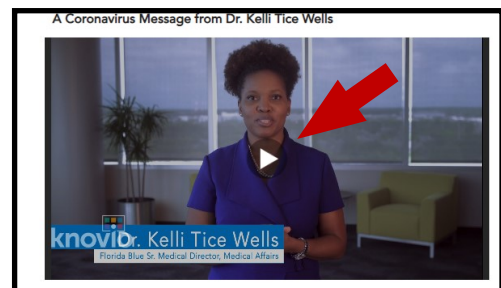 A Coronavirus Message from Dr. Kelli Tice Wells
knovio
Dr. Kelli Tice Wells
Florida Blue Sr. Medical Director, Medical Affairs